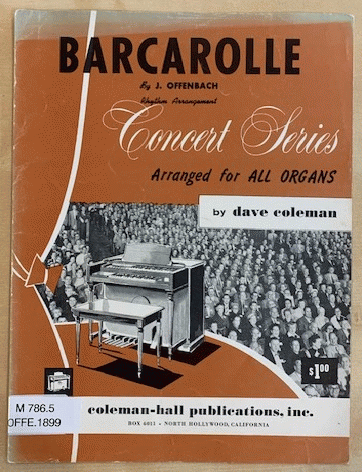 BARCAROLLE
By J. OFFENBACH
Rhythm Arrangement
Concert Series
Arranged for ALL ORGANS
by dave coleman
$1.00
M 786.5
OFFE.1899
coleman-hall publications, inc.
BOX 6011 - NORTH HOLLYWOOD, CALIFORNIA